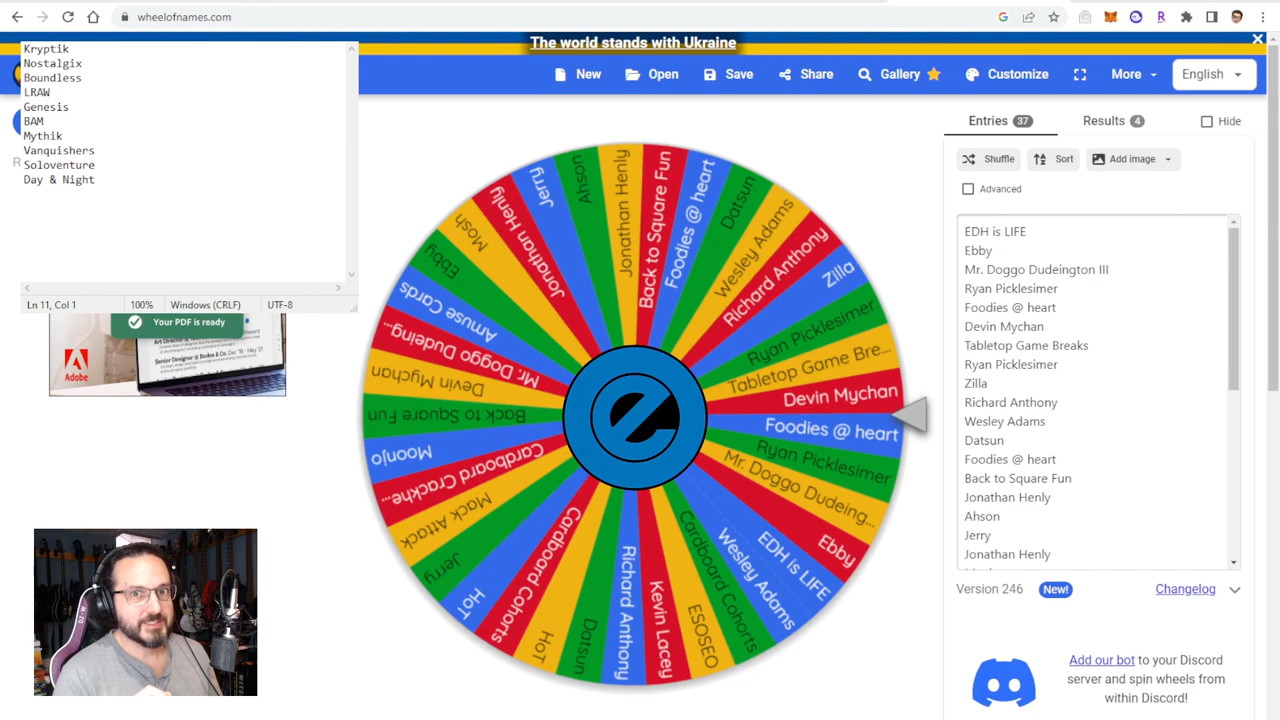 wheelofnames.com
The world stands with Ukraine
New
Open
Save
Share
Gallery
Customize
More
English
Kryptik
Nostalgix
Boundless
LRAW
Genesis
BAM
Mythik
Vanquishers
Soloventure
Day & Night
Ln 11, Col 1
100%
Windows (CRLF)
UTF-8
Your PDF is ready
Adobe
Jerry
Ahson
Jonathan Henly
Back to Square Fun
Foodies @ heart
Datsun
Wesley Adams
Richard Anthony
Zilla
Ryan Picklesimer
Tabletop Game Bre...
Devin Mychan
Foodies @ heart
Ryan Picklesimer
Mr. Doggo Dudeing...
Ebby
EDH is LIFE
Wesley Adams
Cardboard Cohorts
ESOSEO
Kevin Lacey
Richard Anthony
Datsun
HoT
Cardboard Cohorts
HoT
Jerry
Mack Attack
Cardboard Crackhe...
Moonjo
Back to Square Fun
Devin Mychan
Mr. Doggo Dudeing...
Amuse Cards
Ebby
Mosh
Jonathan Henly
e
Entries 37
Results 4
Hide
Shuffle
Sort
Add image
Advanced
EDH is LIFE
Ebby
Mr. Doggo Dudeington III
Ryan Picklesimer
Foodies @ heart
Devin Mychan
Tabletop Game Breaks
Ryan Picklesimer
Zilla
Richard Anthony
Wesley Adams
Datsun
Foodies @ heart
Back to Square Fun
Jonathan Henly
Ahson
Jerry
Jonathan Henly
Version 246
New!
Changelog
Add our bot to your Discord
server and spin wheels from
within Discord!